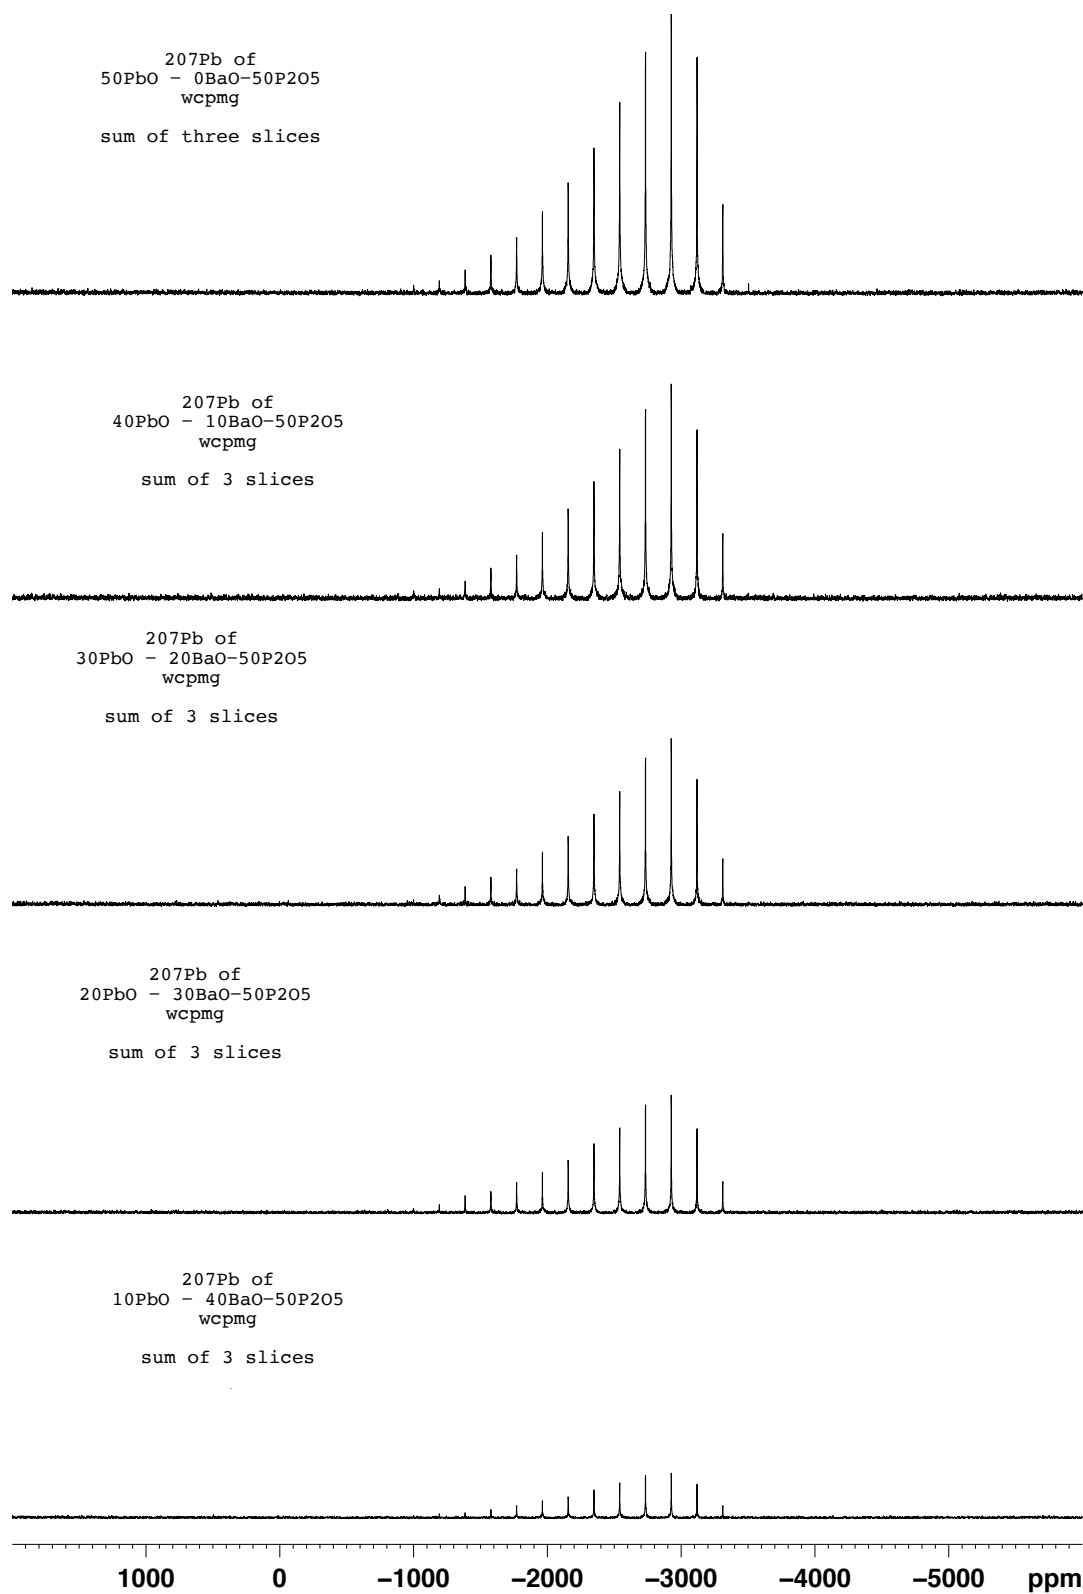 207Pb of
50PbO − 0BaO−50P2O5
wcpmg
sum of three slices
207Pb of
40PbO − 10BaO−50P2O5
wcpmg
sum of 3 slices
207Pb of
30PbO − 20BaO−50P2O5
wcpmg
sum of 3 slices
207Pb of
20PbO − 30BaO−50P2O5
wcpmg
sum of 3 slices
207Pb of
10PbO − 40BaO−50P2O5
wcpmg
sum of 3 slices
1000 0 −1000 −2000 −3000 −4000 −5000 ppm